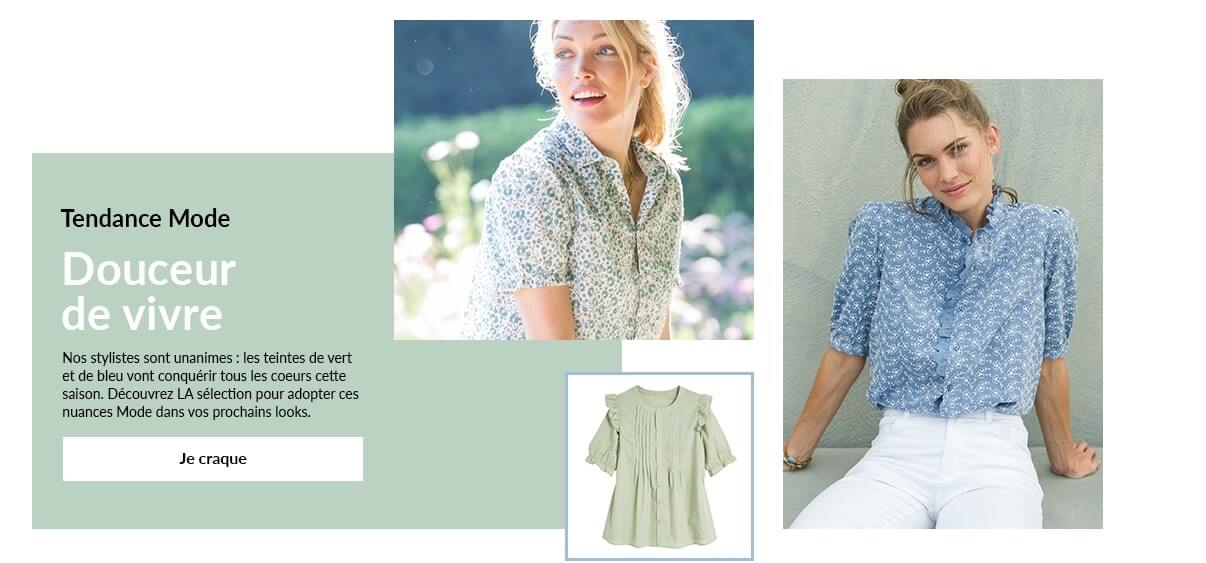 Tendance Mode
Douceur
de vivre
Nos stylistes sont unanimes : les teintes de vert
et de bleu vont conquérir tous les coeurs cette
saison. Découvrez LA sélection pour adopter ces
nuances Mode dans vos prochains looks.
Je craque